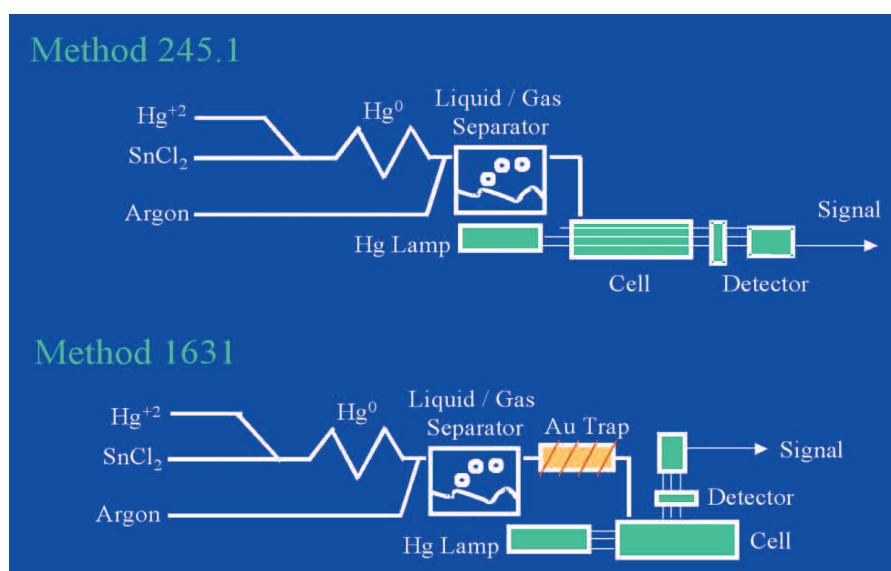 Method 245.1
Hg⁺²
Hg⁰
Liquid / Gas
Separator
SnCl₂
Argon
Signal
Hg Lamp
Cell
Detector
Method 1631
Hg⁺²
Hg⁰
Liquid / Gas
Separator
Au Trap
SnCl₂
Signal
Detector
Argon
Hg Lamp
Cell